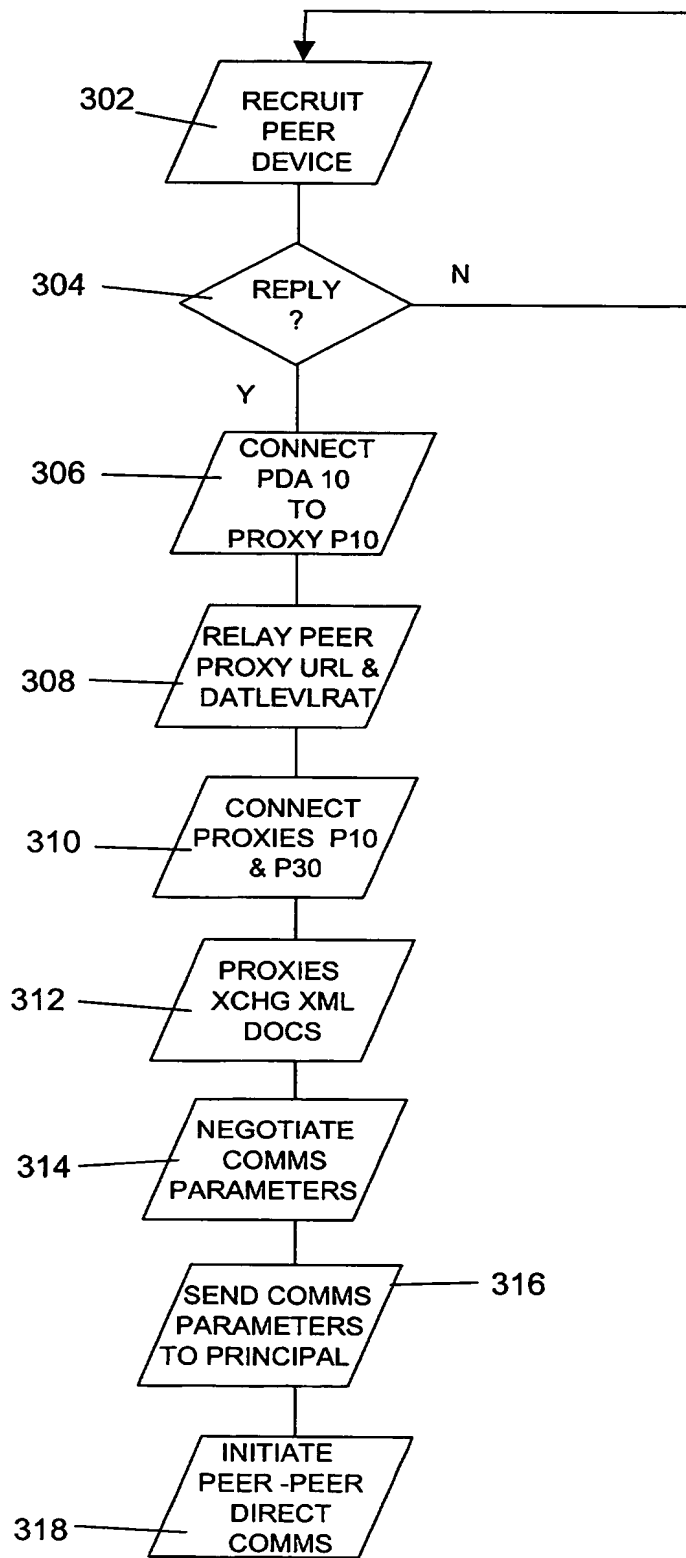 302
RECRUIT
PEER
DEVICE
304
REPLY
?
N
Y
306
CONNECT
PDA 10
TO
PROXY P10
308
RELAY PEER
PROXY URL &
DATLEVLRAT
310
CONNECT
PROXIES P10
& P30
312
PROXIES
XCHG XML
DOCS
314
NEGOTIATE
COMMS
PARAMETERS
316
SEND COMMS
PARAMETERS
TO PRINCIPAL
318
INITIATE
PEER -PEER
DIRECT
COMMS